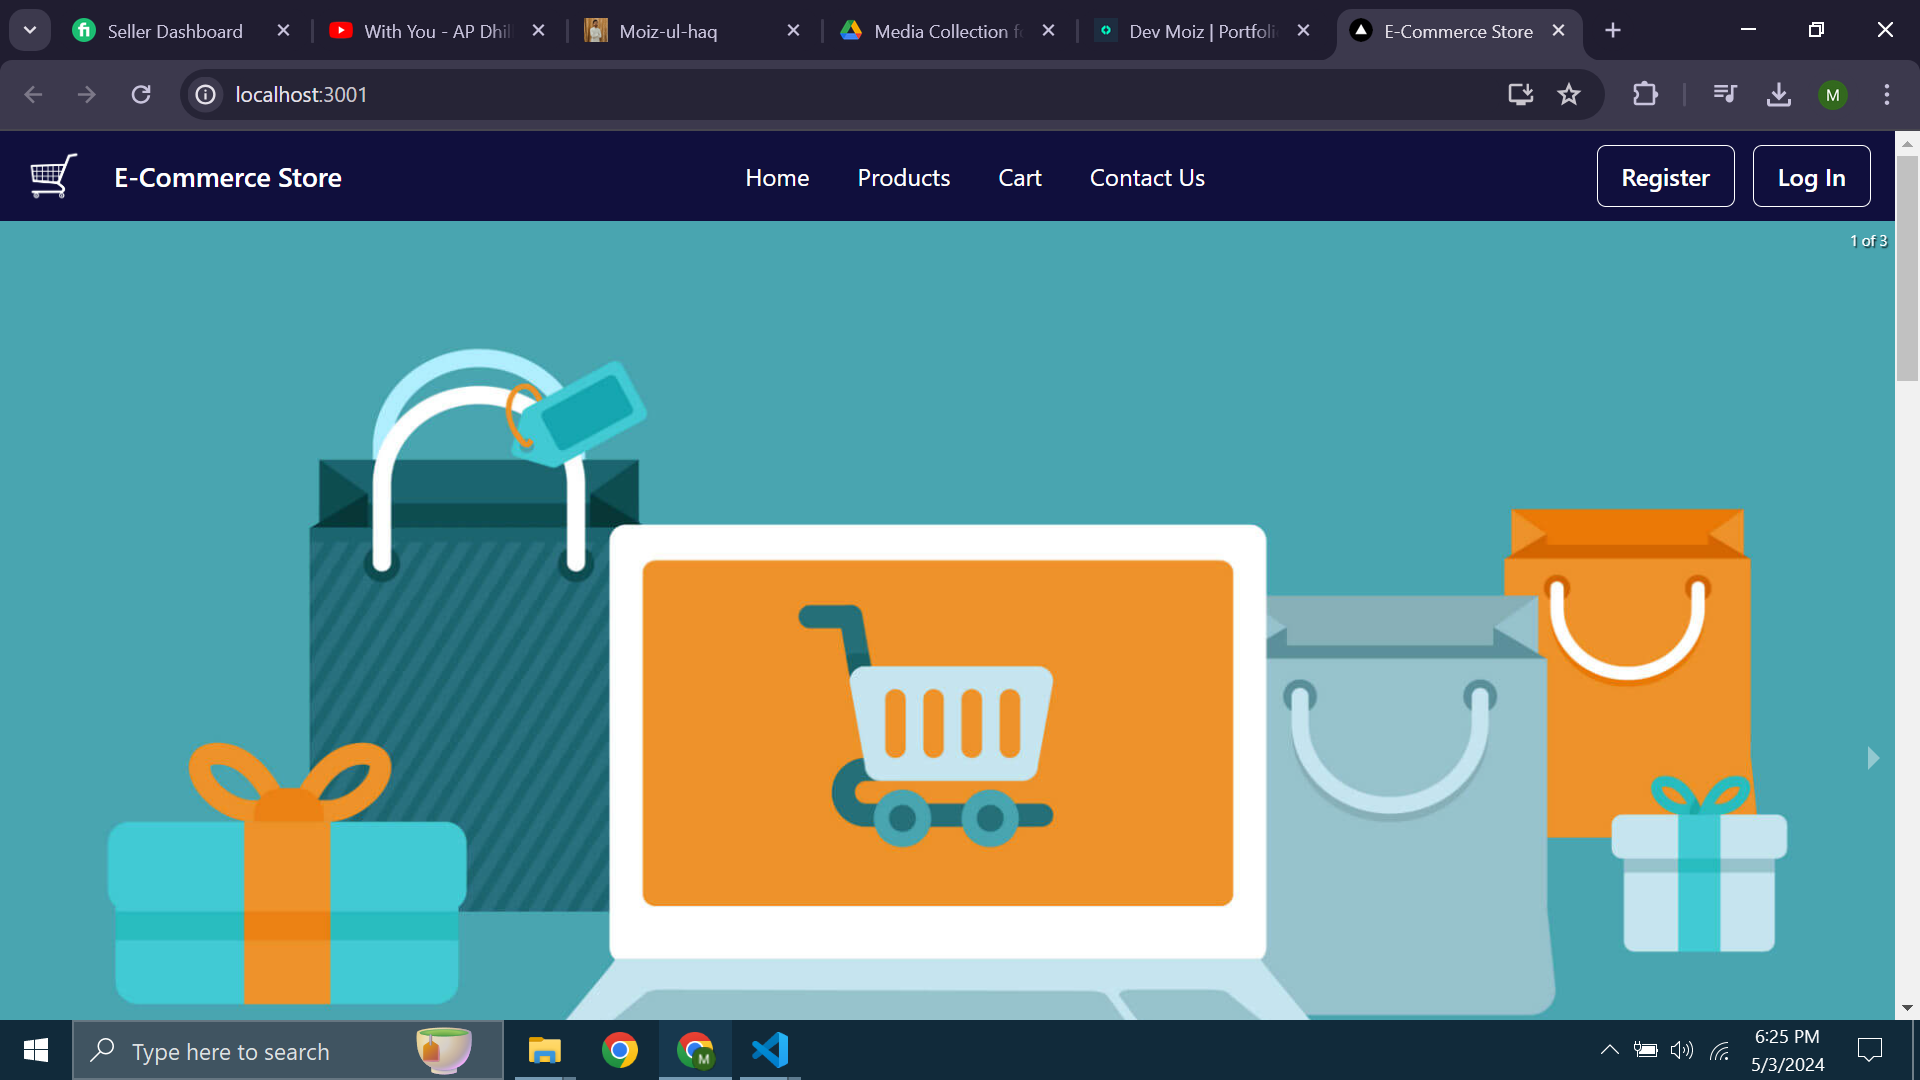 Seller Dashboard
With You - AP Dhil
Moiz-ul-haq
Media Collection f
Dev Moiz | Portfoli
E-Commerce Store
localhost:3001
M
E-Commerce Store
Home
Products
Cart
Contact Us
Register
Log In
1 of 3
Type here to search
M
6:25 PM
5/3/2024